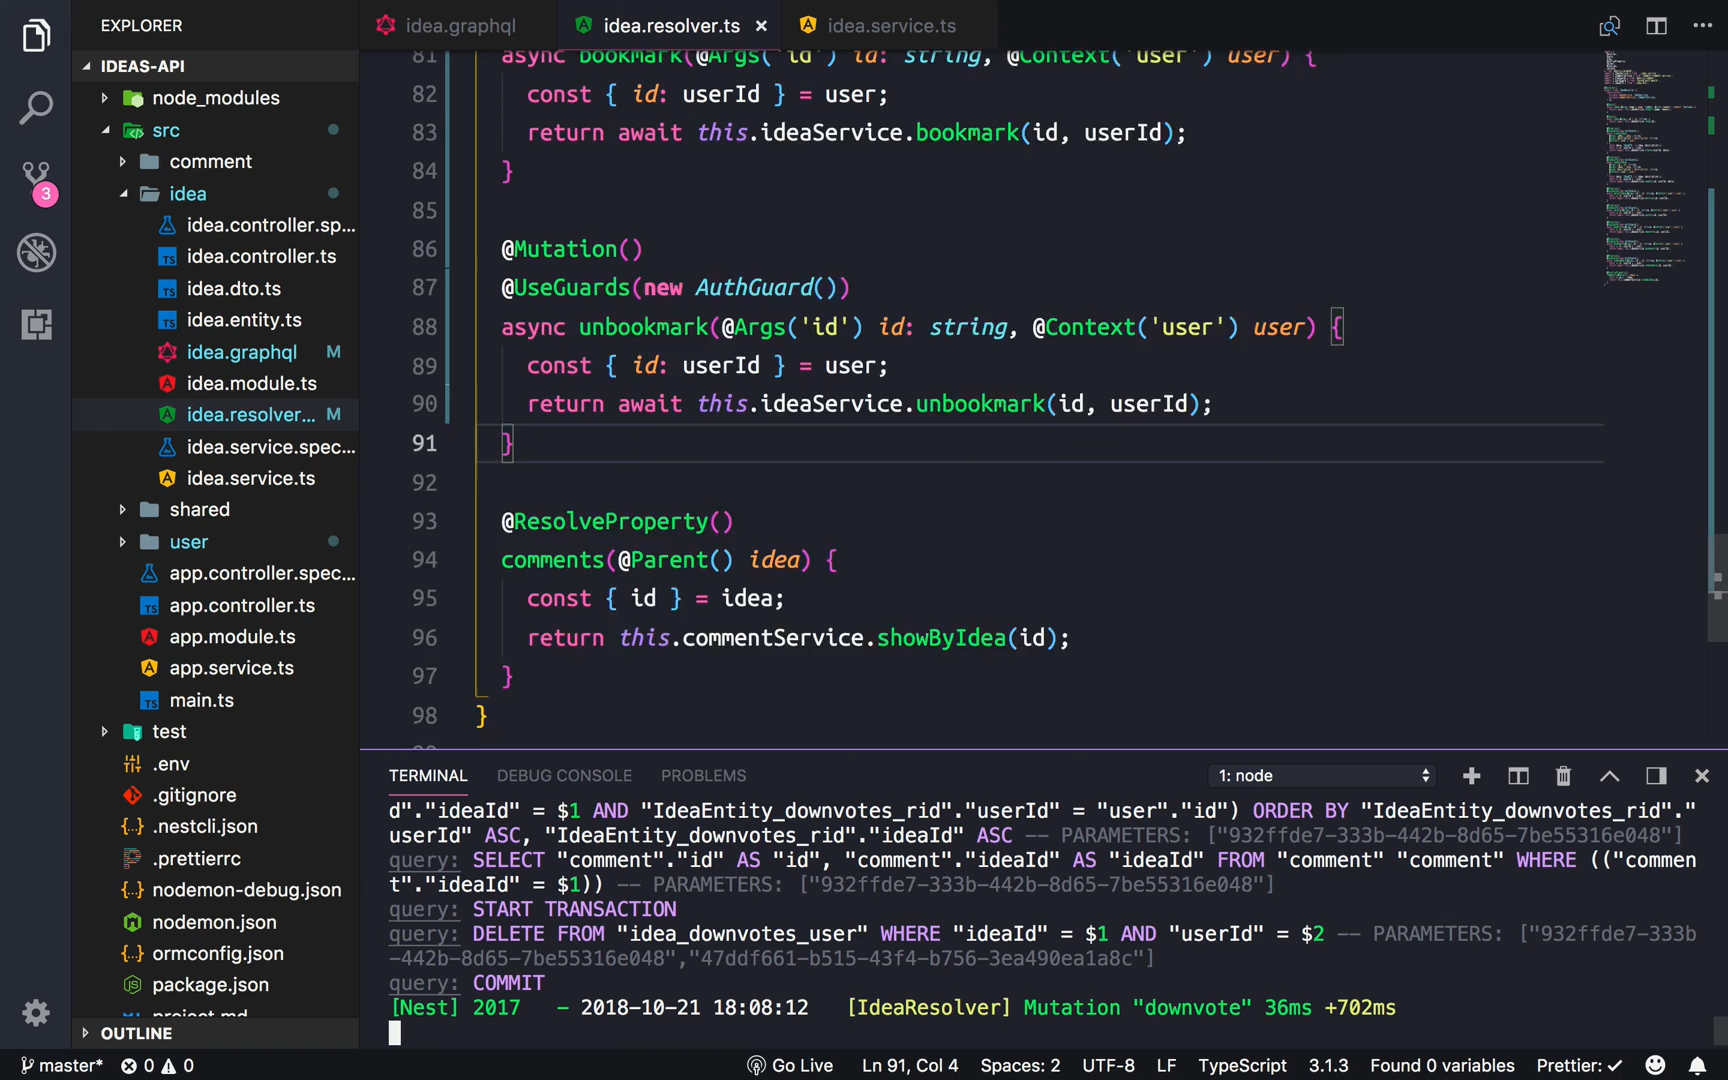 EXPLORER
IDEAS-API
node_modules
src
comment
idea
idea.controller.sp...
idea.controller.ts
idea.dto.ts
idea.entity.ts
idea.graphql M
idea.module.ts
idea.resolver... M
idea.service.spec...
idea.service.ts
shared
user
app.controller.spec...
app.controller.ts
app.module.ts
app.service.ts
main.ts
test
.env
.gitignore
.nestcli.json
.prettierrc
nodemon-debug.json
nodemon.json
ormconfig.json
package.json
project.md
OUTLINE
3
idea.graphql
idea.resolver.ts ×
idea.service.ts
81 async bookmark(@Args('id') id: string, @Context('user') user) {
82 const { id: userId } = user;
83 return await this.ideaService.bookmark(id, userId);
84 }
85
86 @Mutation()
87 @UseGuards(new AuthGuard())
88 async unbookmark(@Args('id') id: string, @Context('user') user) {
89 const { id: userId } = user;
90 return await this.ideaService.unbookmark(id, userId);
91 }
92
93 @ResolveProperty()
94 comments(@Parent() idea) {
95 const { id } = idea;
96 return this.commentService.showByIdea(id);
97 }
98 }
TERMINAL DEBUG CONSOLE PROBLEMS 1: node
d"."ideaId" = $1 AND "IdeaEntity_downvotes_rid"."userId" = "user"."id") ORDER BY "IdeaEntity_downvotes_rid"."
userId" ASC, "IdeaEntity_downvotes_rid"."ideaId" ASC -- PARAMETERS: ["932ffde7-333b-442b-8d65-7be55316e048"]
query: SELECT "comment"."id" AS "id", "comment"."ideaId" AS "ideaId" FROM "comment" "comment" WHERE (("commen
t"."ideaId" = $1)) -- PARAMETERS: ["932ffde7-333b-442b-8d65-7be55316e048"]
query: START TRANSACTION
query: DELETE FROM "idea_downvotes_user" WHERE "ideaId" = $1 AND "userId" = $2 -- PARAMETERS: ["932ffde7-333b
-442b-8d65-7be55316e048","47ddf661-b515-43f4-b756-3ea490ea1a8c"]
query: COMMIT
[Nest] 2017 - 2018-10-21 18:08:12 [IdeaResolver] Mutation "downvote" 36ms +702ms
master* 0 0 Go Live Ln 91, Col 4 Spaces: 2 UTF-8 LF TypeScript 3.1.3 Found 0 variables Prettier: ✓